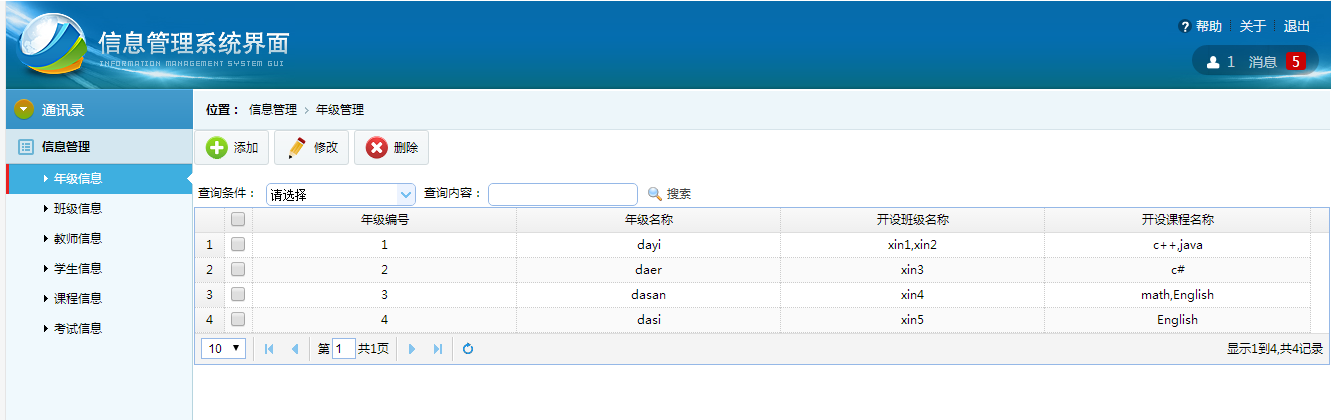 信息管理系统界面
INFORMATION MANAGEMENT SYSTEM GUI
? 帮助 关于 退出
1 消息 5
通讯录
位置： 信息管理 › 年级管理
信息管理
添加 修改 删除
年级信息
班级信息
教师信息
学生信息
课程信息
考试信息
查询条件： 请选择 查询内容： 搜索
年级编号 年级名称 开设班级名称 开设课程名称
1 1 dayi xin1,xin2 c++,java
2 2 daer xin3 c#
3 3 dasan xin4 math,English
4 4 dasi xin5 English
10 第 1 共1页 显示1到4,共4记录